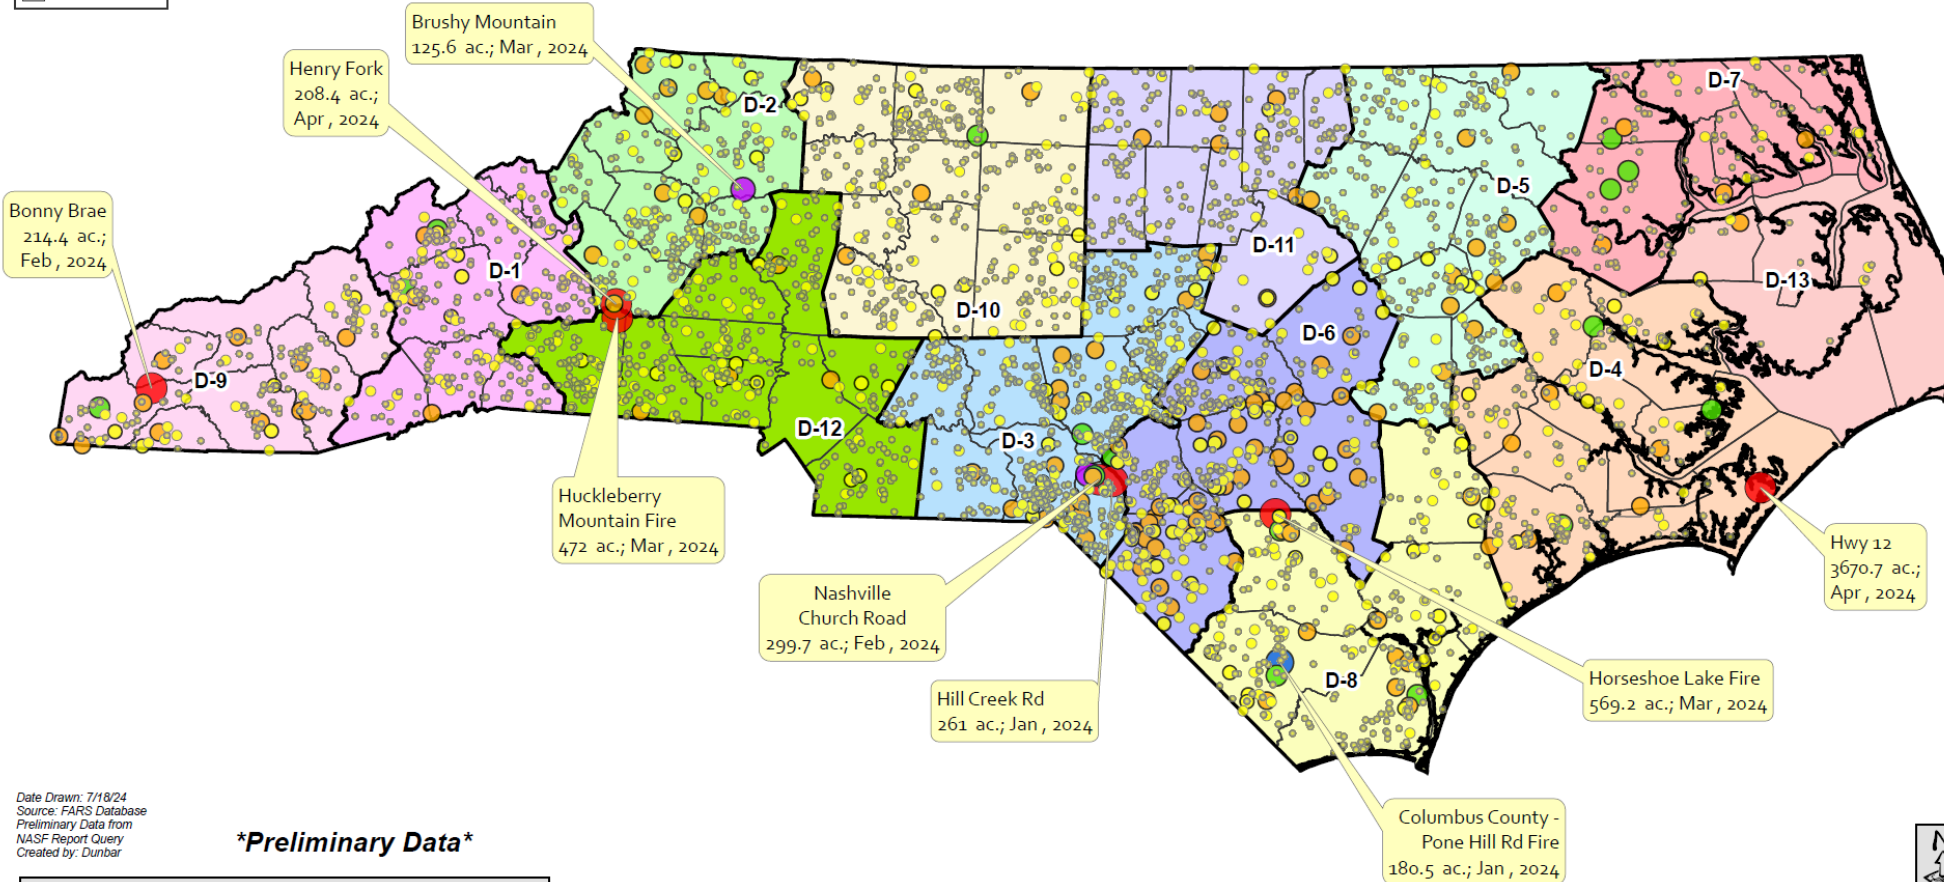 Brushy Mountain
125.6 ac.; Mar , 2024
Henry Fork
208.4 ac.;
Apr , 2024
Bonny Brae
214.4 ac.;
Feb , 2024
D-2
D-7
D-5
D-1
D-11
D-13
D-10
D-6
D-9
D-4
D-12
D-3
Huckleberry
Mountain Fire
472 ac.; Mar , 2024
Nashville
Church Road
299.7 ac.; Feb , 2024
Hill Creek Rd
261 ac.; Jan , 2024
D-8
Hwy 12
3670.7 ac.;
Apr , 2024
Horseshoe Lake Fire
569.2 ac.; Mar , 2024
Columbus County -
Pone Hill Rd Fire
180.5 ac.; Jan , 2024
Date Drawn: 7/18/24
Source: FARS Database
Preliminary Data from
NASF Report Query
Created by: Dunbar
*Preliminary Data*